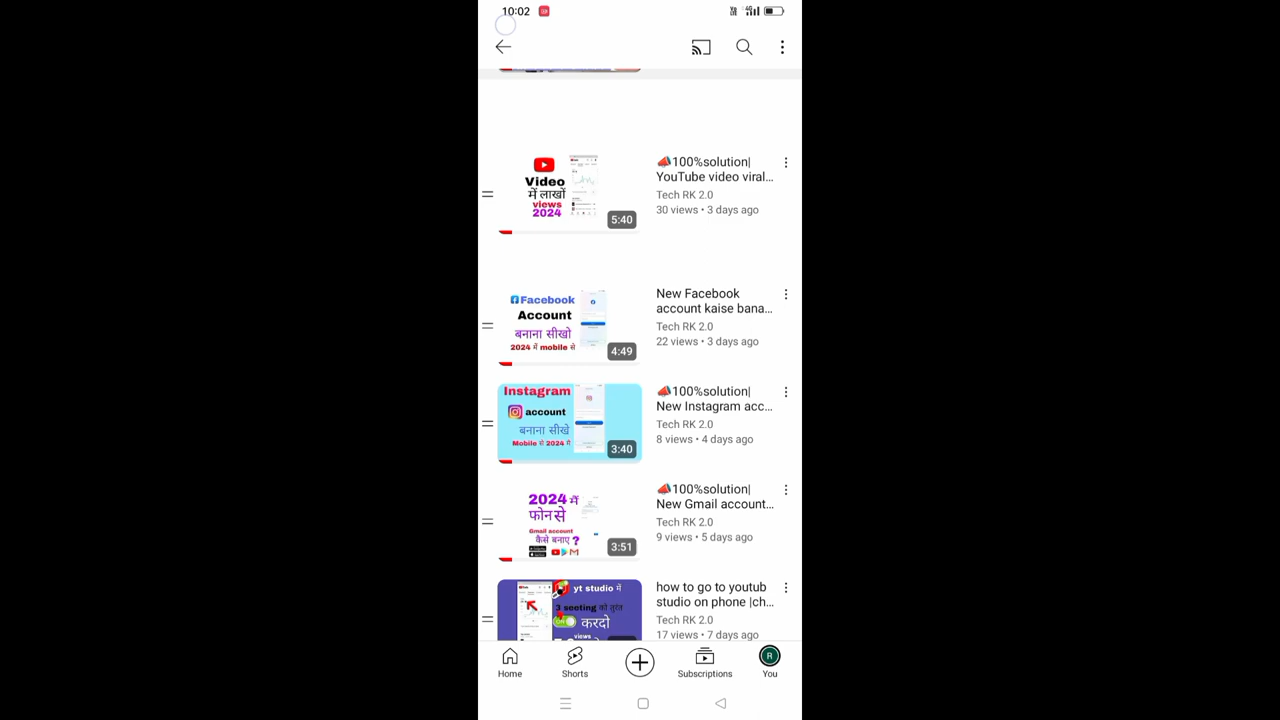 10:02
📣100%solution|
YouTube video viral...
Tech RK 2.0
30 views • 3 days ago
Video
में लाखों
views
2024
5:40
New Facebook
account kaise bana...
Tech RK 2.0
22 views • 3 days ago
Facebook
Account
बनाना सीखो
2024 में mobile से
4:49
📣100%solution|
New Instagram acc...
Tech RK 2.0
8 views • 4 days ago
Instagram
account
बनाना सीखे
Mobile से 2024 में
3:40
📣100%solution|
New Gmail account...
Tech RK 2.0
9 views • 5 days ago
2024 में
फोन से
Gmail account
कैसे बनाए ?
3:51
how to go to youtub
studio on phone |ch...
Tech RK 2.0
17 views • 7 days ago
yt studio में
3 seeting को तुरंत
ON करदो
views
Home
Shorts
Subscriptions
R
You